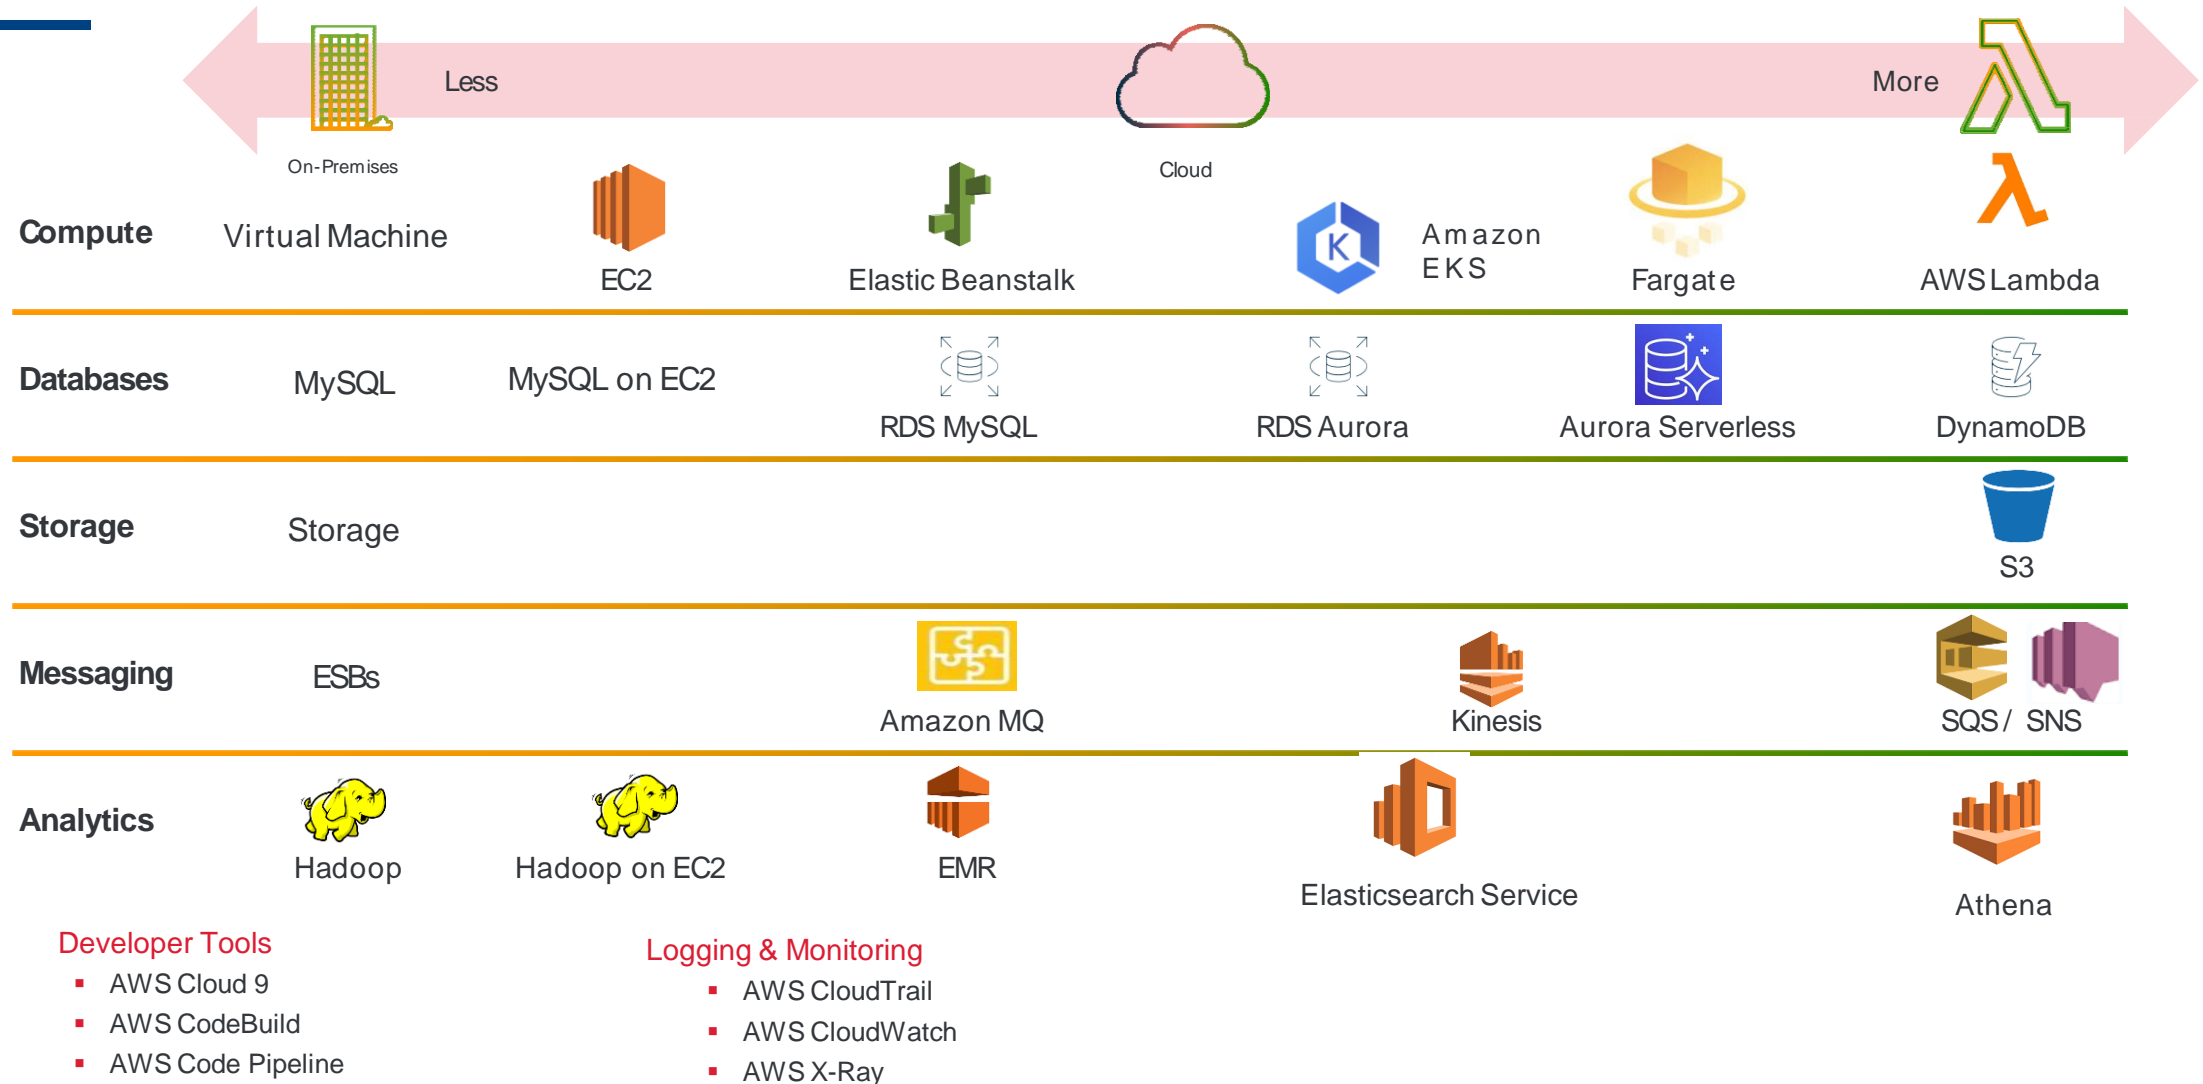 Less
More
On-Premises
Cloud
Compute
Virtual Machine
EC2
Elastic Beanstalk
K
Amazon
EKS
Fargate
AWS Lambda
Databases
MySQL
MySQL on EC2
RDS MySQL
RDS Aurora
Aurora Serverless
DynamoDB
Storage
Storage
S3
Messaging
ESBs
Amazon MQ
Kinesis
SQS / SNS
Analytics
Hadoop
Hadoop on EC2
EMR
Elasticsearch Service
Athena
Developer Tools
▪ AWS Cloud 9
▪ AWS CodeBuild
▪ AWS Code Pipeline
Logging & Monitoring
▪ AWS CloudTrail
▪ AWS CloudWatch
▪ AWS X-Ray